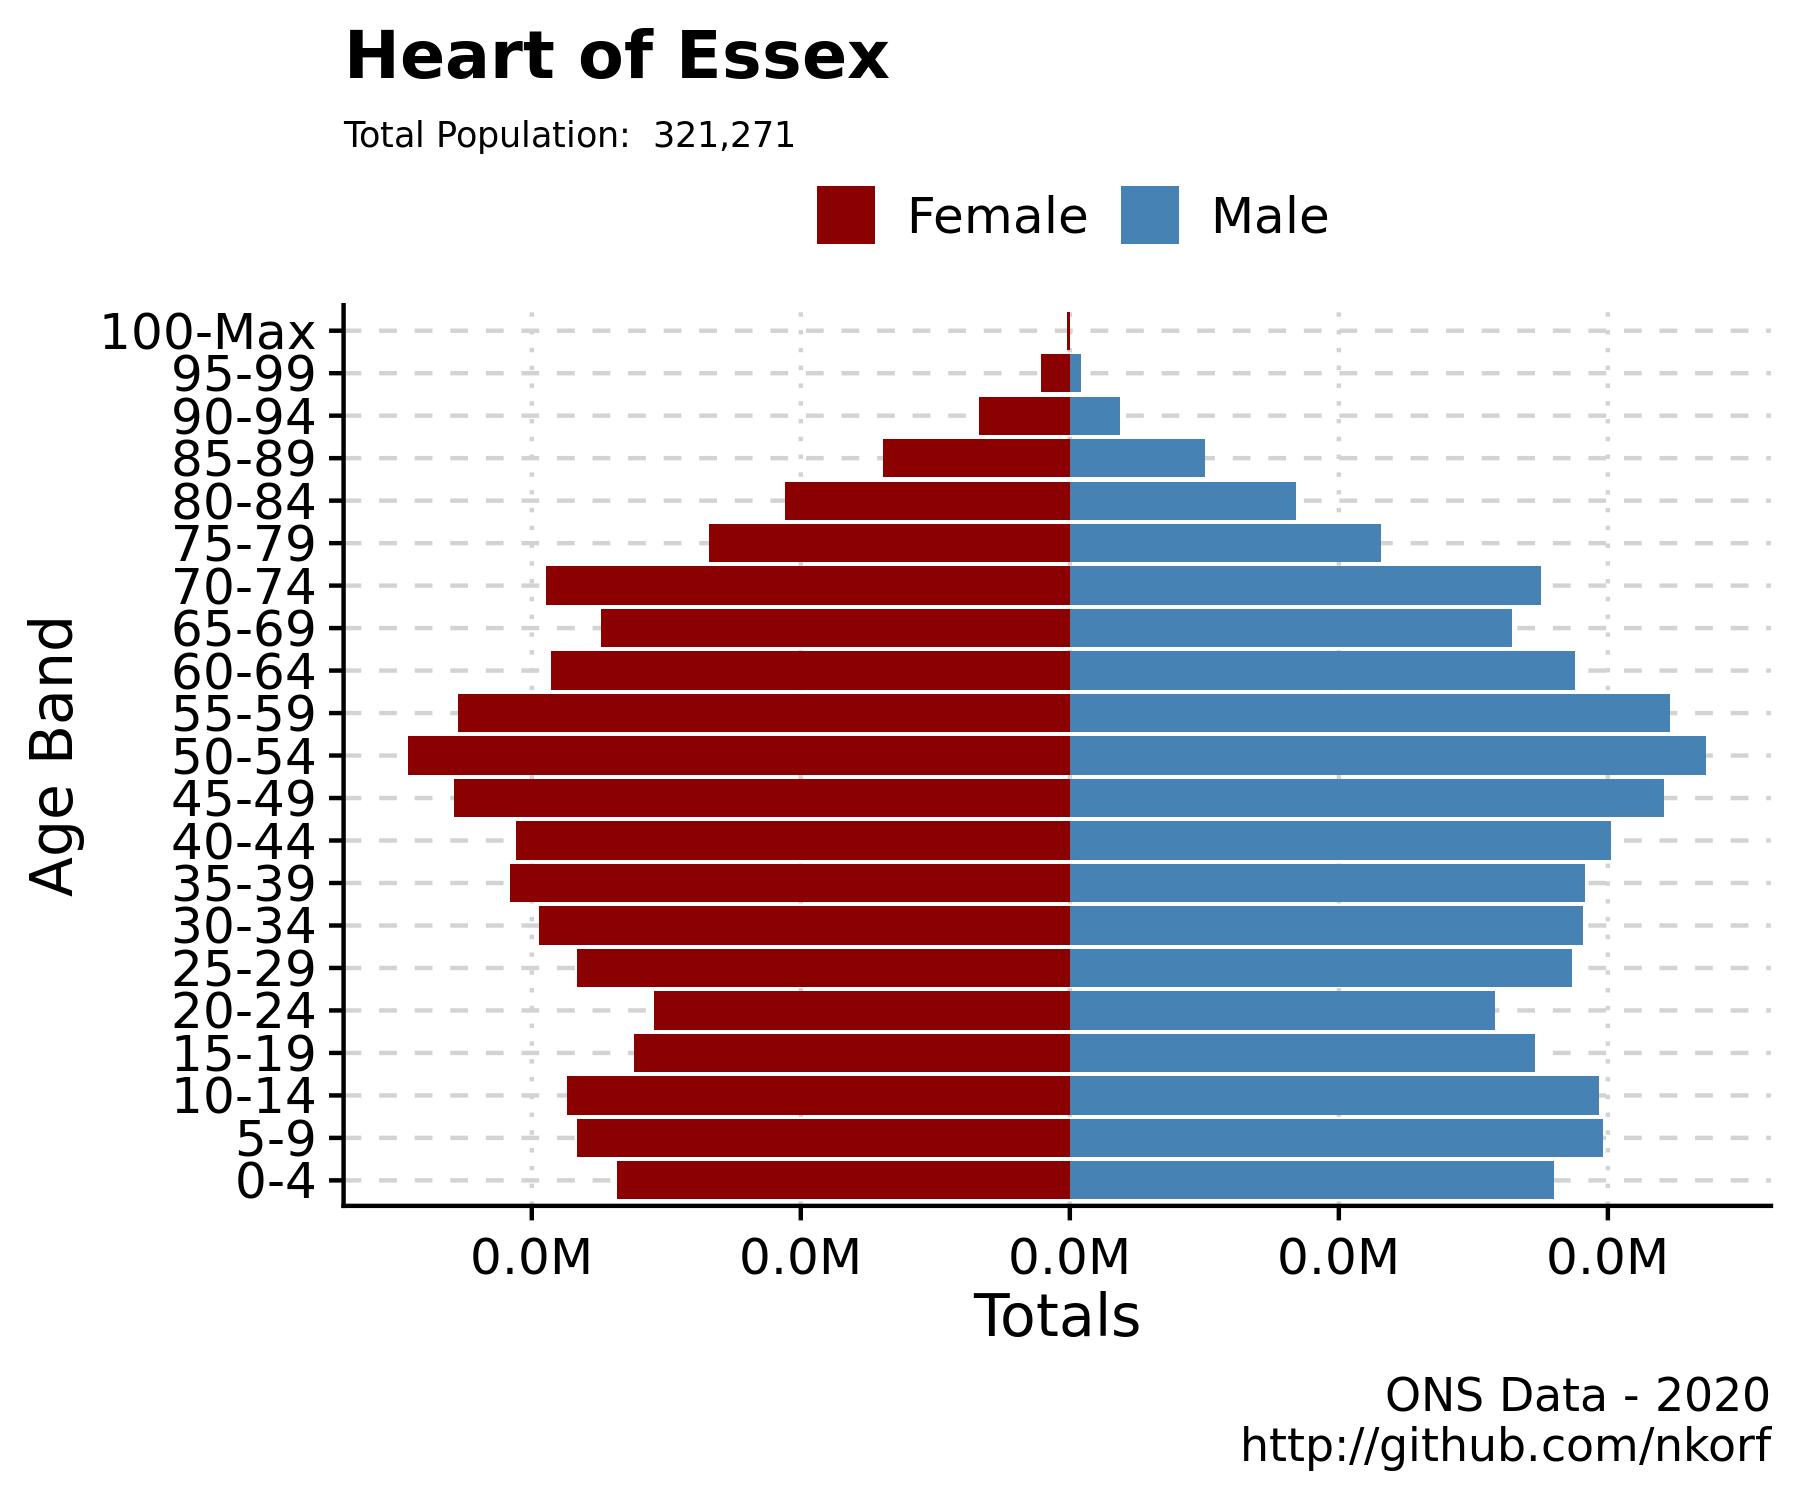 Heart of Essex
Total Population:  321,271
Female Male
100-Max
95-99
90-94
85-89
80-84
75-79
70-74
65-69
60-64
55-59
50-54
45-49
40-44
35-39
30-34
25-29
20-24
15-19
10-14
5-9
0-4
Age Band
0.0M 0.0M 0.0M 0.0M 0.0M
Totals
ONS Data - 2020
http://github.com/nkorf